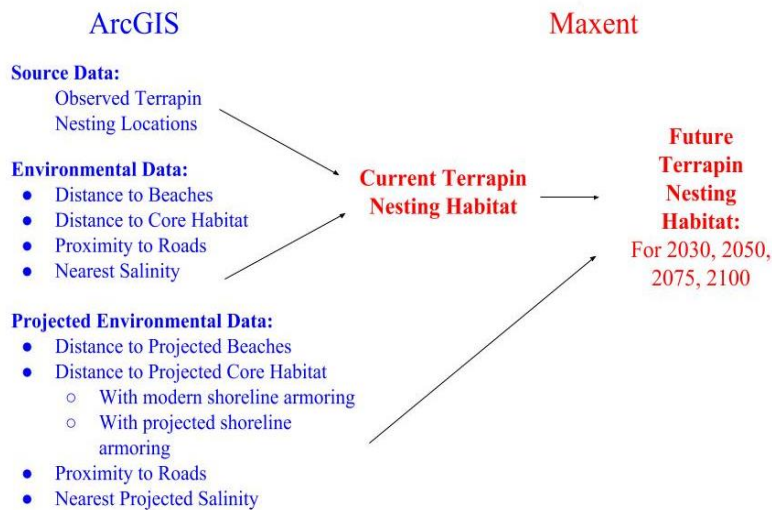 ArcGIS
Maxent
Source Data:
Observed Terrapin
Nesting Locations
Environmental Data:
● Distance to Beaches
● Distance to Core Habitat
● Proximity to Roads
● Nearest Salinity
Projected Environmental Data:
● Distance to Projected Beaches
● Distance to Projected Core Habitat
○ With modern shoreline armoring
○ With projected shoreline
armoring
● Proximity to Roads
● Nearest Projected Salinity
Current Terrapin
Nesting Habitat
Future
Terrapin
Nesting
Habitat:
For 2030, 2050,
2075, 2100